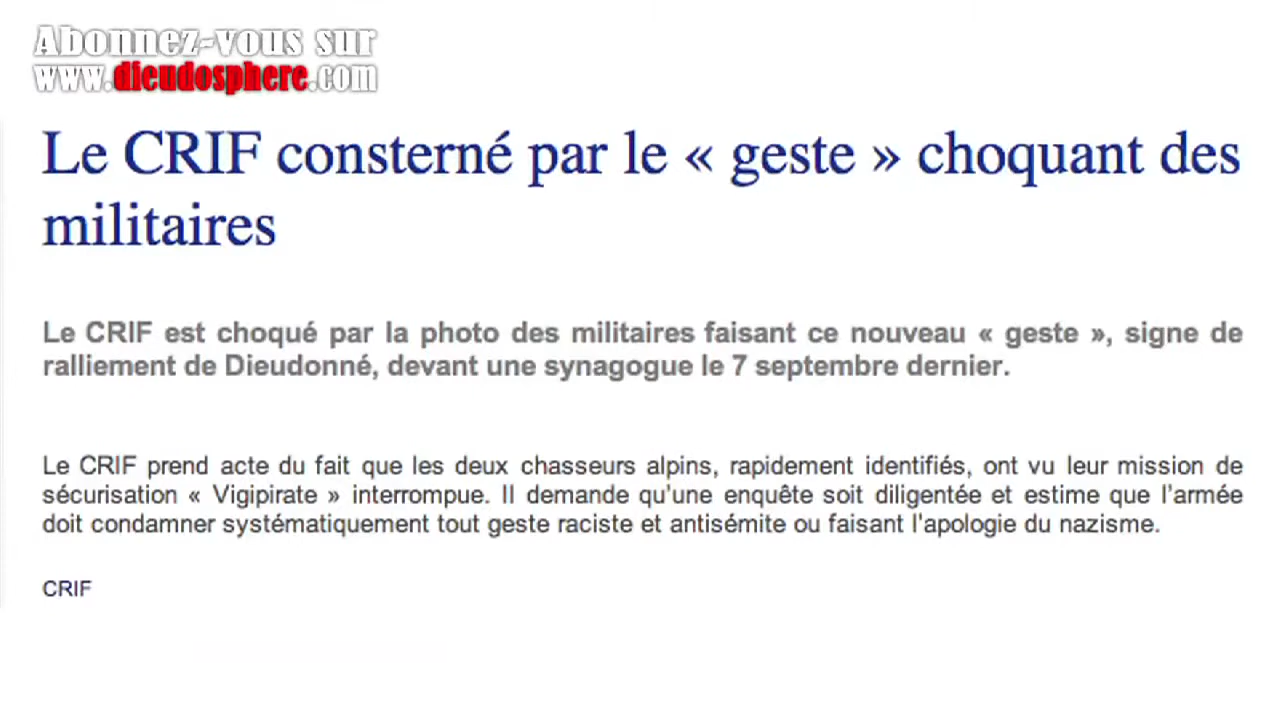 Abonnez-vous sur
www.dieudosphere.com
Le CRIF consterné par le « geste » choquant des
militaires
Le CRIF est choqué par la photo des militaires faisant ce nouveau « geste », signe de
ralliement de Dieudonné, devant une synagogue le 7 septembre dernier.
Le CRIF prend acte du fait que les deux chasseurs alpins, rapidement identifiés, ont vu leur mission de
sécurisation « Vigipirate » interrompue. Il demande qu'une enquête soit diligentée et estime que l'armée
doit condamner systématiquement tout geste raciste et antisémite ou faisant l'apologie du nazisme.
CRIF